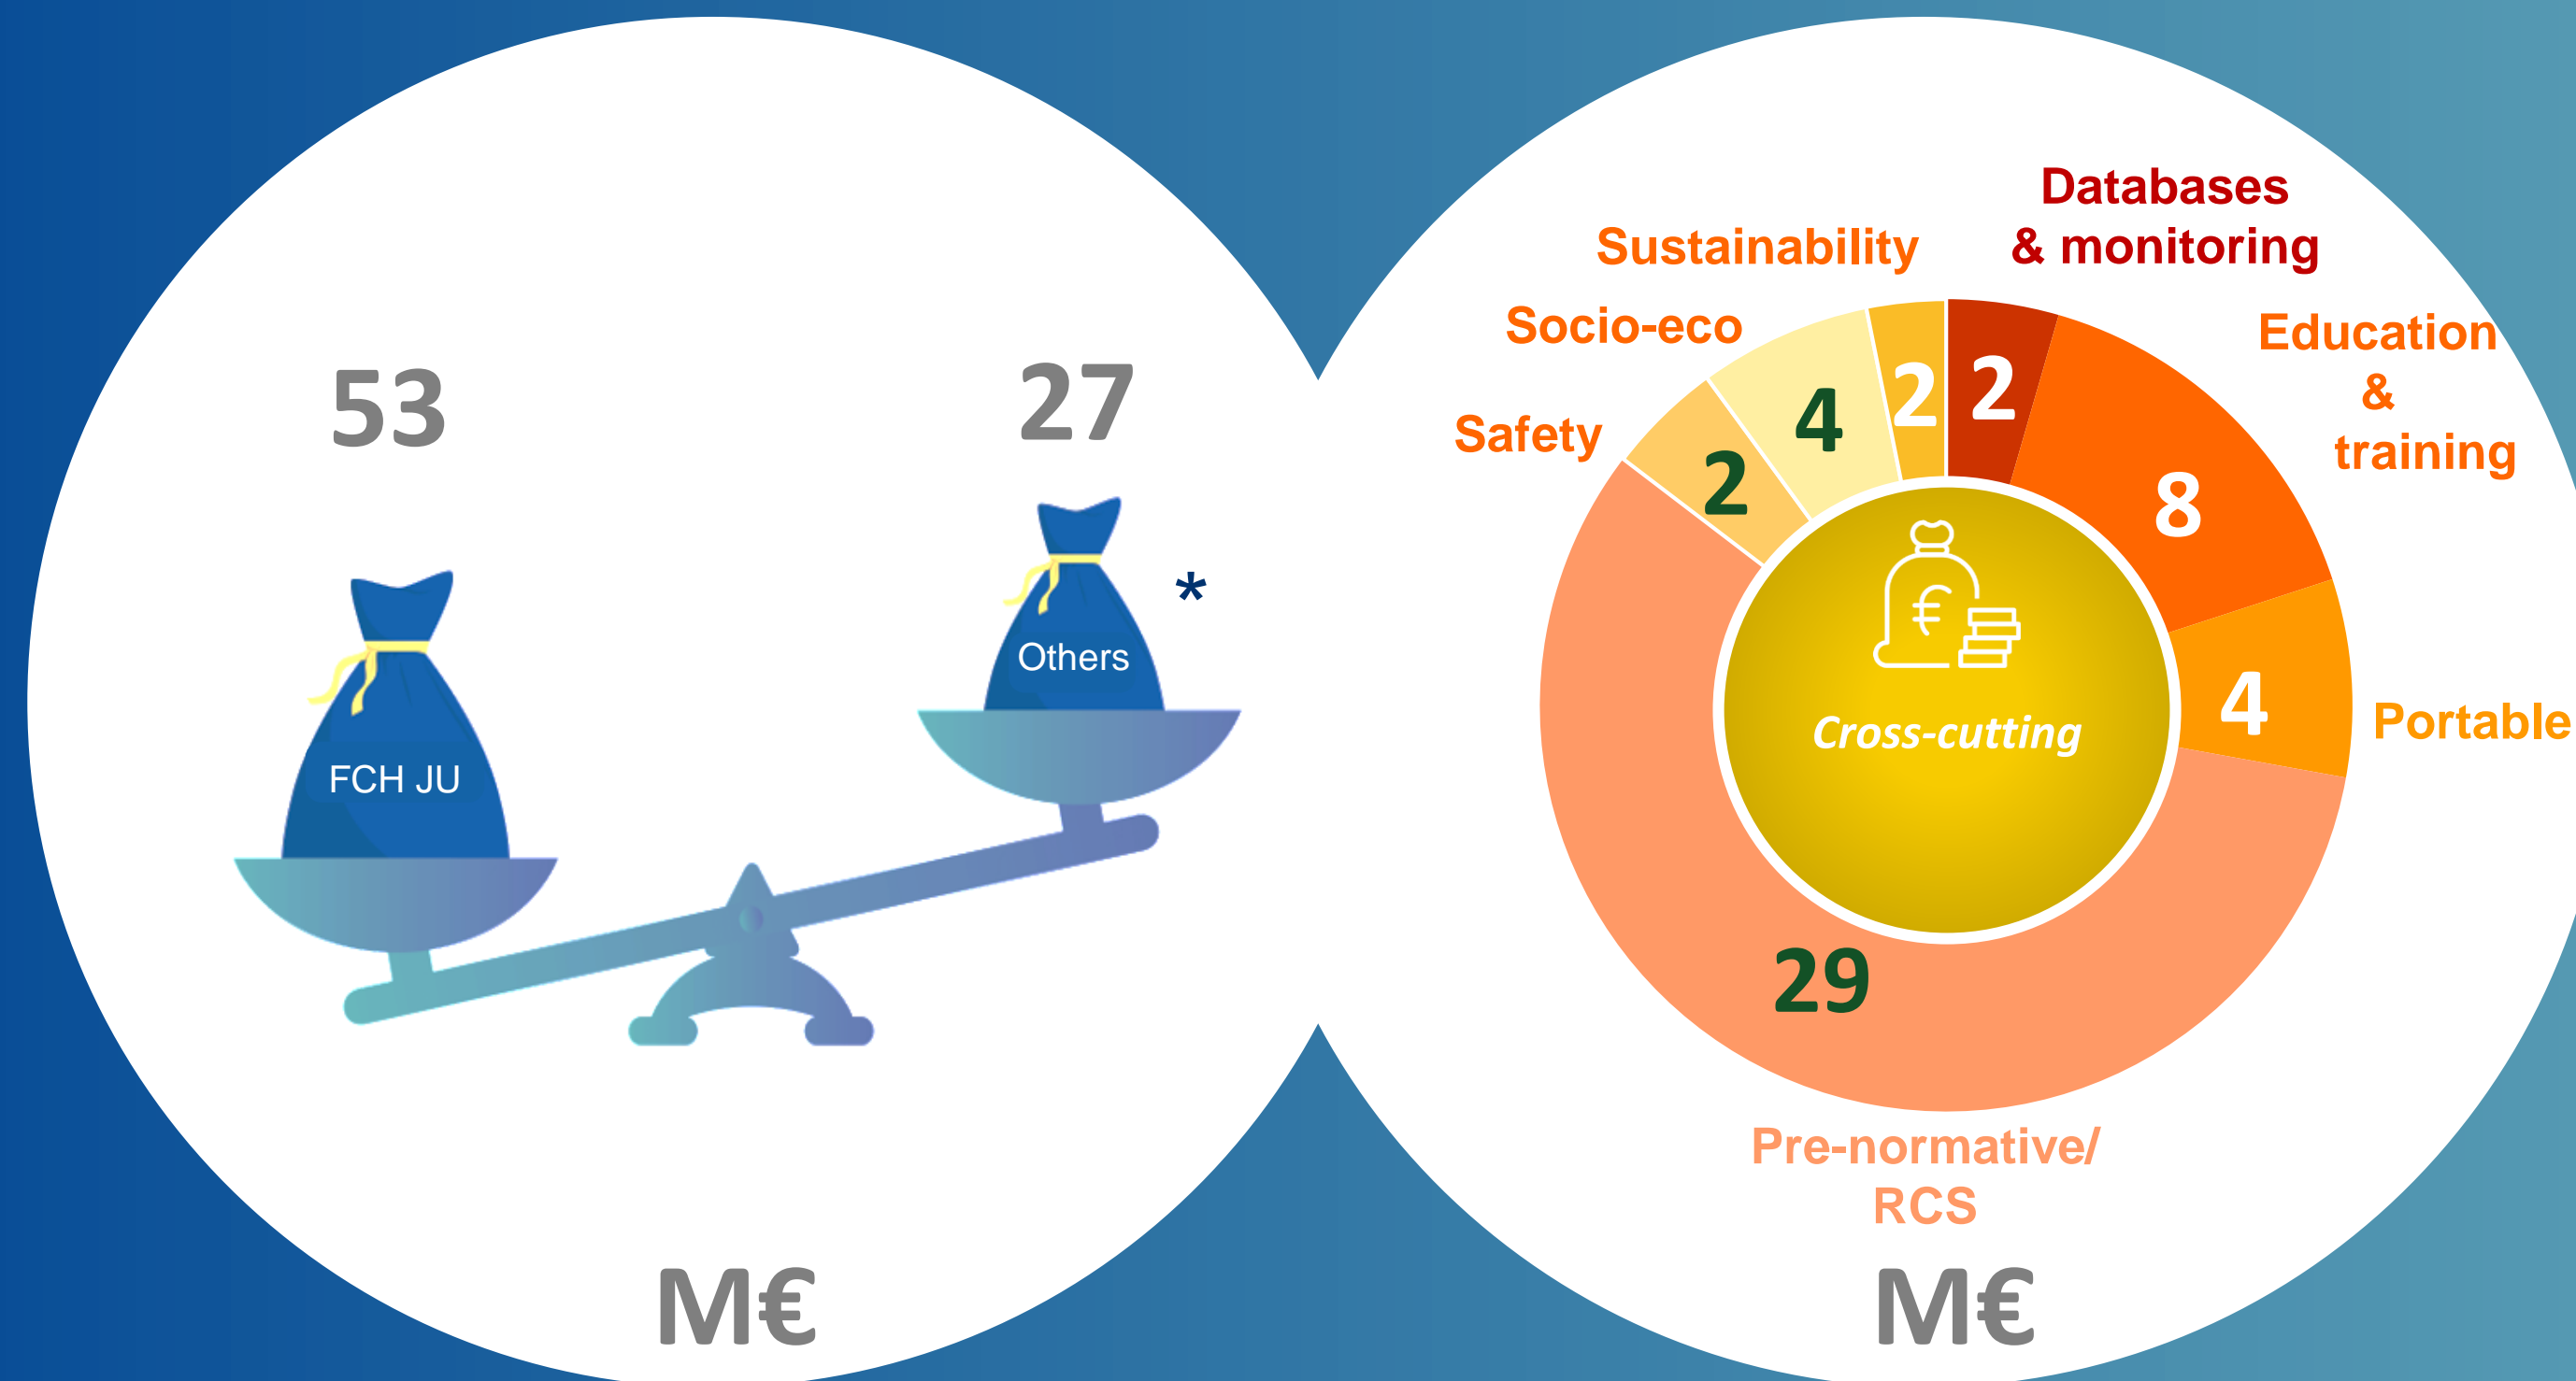 53
27
*
Others
FCH JU
M€
Databases
& monitoring
Sustainability
Socio-eco
Education
&
training
Safety
2
2
4
2
8
4
Portable
Cross-cutting
29
Pre-normative/
RCS
M€